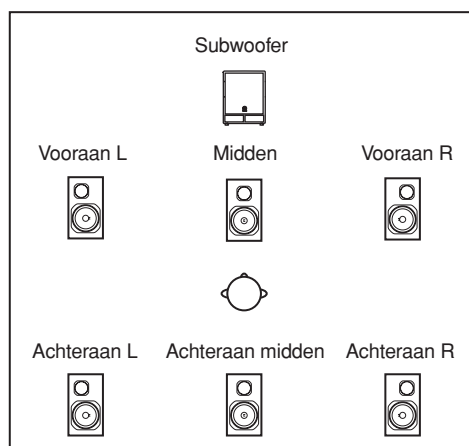 Subwoofer
Vooraan L Midden Vooraan R
Achteraan L Achteraan midden Achteraan R